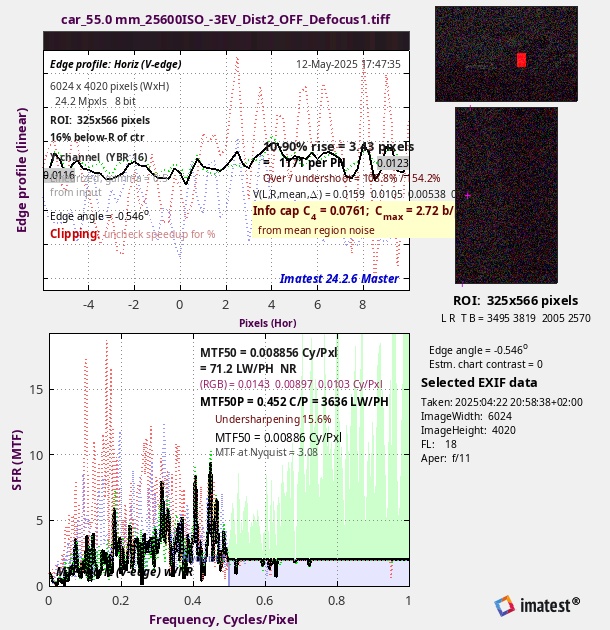 car_55.0 mm_25600ISO_-3EV_Dist2_OFF_Defocus1.tiff
Edge profile: Horiz (V-edge)
12-May-2025 17:47:35
6024 x 4020 pixels (WxH)
24.2 Mpxls   8 bit
ROI:  325x566 pixels
16% below-R of ctr
Y channel  (YBR 16)
10-90% rise = 3.43 pixels
=   1171 per PH
0.0116
0.0123
gamma =
from input
Over / undershoot = 108.8% / 154.2%
Y(L,R,mean,Δ) = 0.0159  0.0105  0.00538  0
Info cap C4 = 0.0761;  Cmax = 2.72 b/
from mean region noise
Edge angle = -0.546o
Clipping: uncheck speedup for %
Imatest 24.2.6 Master
Edge profile (linear)
-4 -2 0 2 4 6 8
Pixels (Hor)
MTF50 = 0.008856 Cy/Pxl
= 71.2 LW/PH  NR
(RGB) = 0.0143  0.00897  0.0103 Cy/Pxl
MTF50P = 0.452 C/P = 3636 LW/PH
Undersharpening 15.6%
MTF50 = 0.00886 Cy/Pxl
MTF at Nyquist = 3.08
(V-edge) w/NR
SFR (MTF)
15
10
5
0
0 0.2 0.4 0.6 0.8 1
Frequency, Cycles/Pixel
ROI:  325x566 pixels
L R  T B = 3495 3819  2005 2570
Edge angle = -0.546o
Estm. chart contrast = 0
Selected EXIF data
Taken: 2025:04:22 20:58:38+02:00
ImageWidth:  6024
ImageHeight:  4020
FL:   18
Aper:  f/11
imatest®